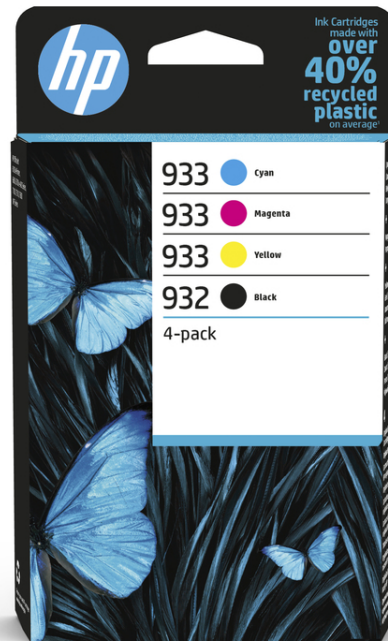 hp
Ink Cartridges
made with
over
40%
recycled
plastic
on average
933 Cyan
933 Magenta
933 Yellow
932 Black
4-pack